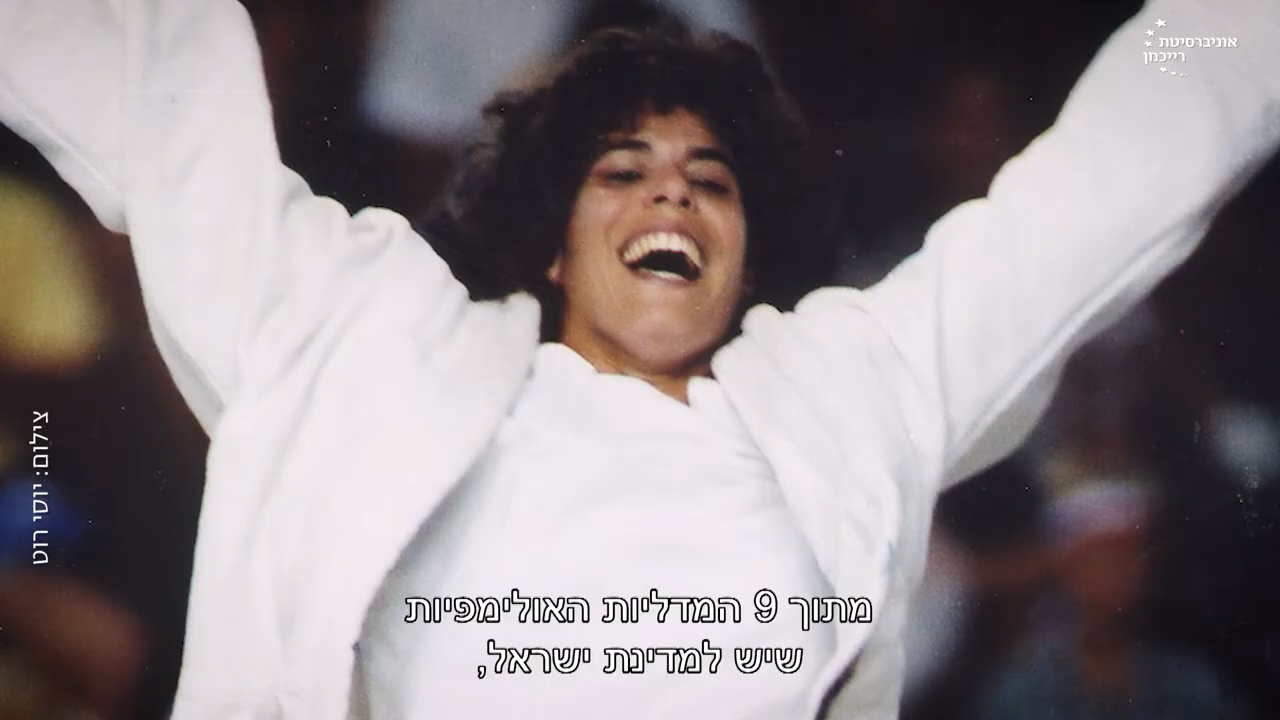 אוניברסיטת
רייכמן
צילום: יוסי רוט
מתוך 9 המדליות האולימפיות
שיש למדינת ישראל,